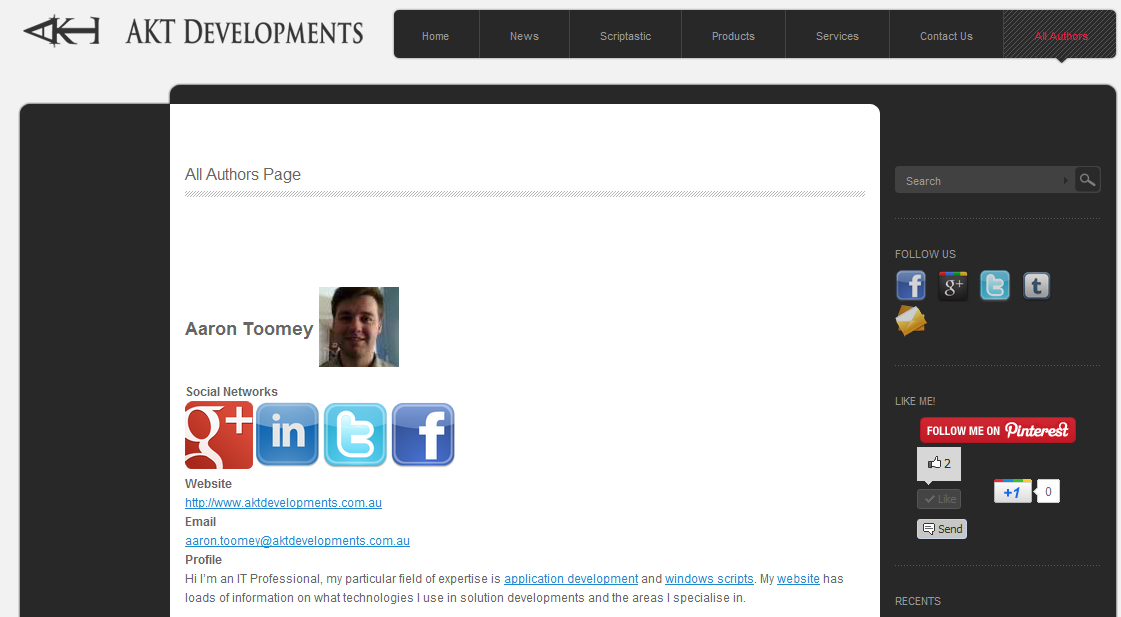 AKT DEVELOPMENTS
Home
News
Scriptastic
Products
Services
Contact Us
All Authors
All Authors Page
Search
FOLLOW US
g+
t
t
Aaron Toomey
Social Networks
g+
in
t
f
Website
http://www.aktdevelopments.com.au
Email
aaron.toomey@aktdevelopments.com.au
Profile
Hi I'm an IT Professional, my particular field of expertise is application development and windows scripts. My website has
loads of information on what technologies I use in solution developments and the areas I specialise in.
LIKE ME!
FOLLOW ME ON Pinterest
2
Like
+1
0
Send
RECENTS